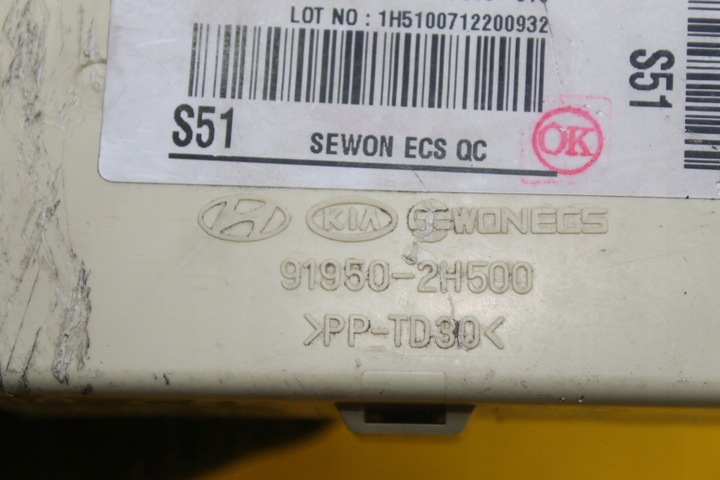 LOT NO : 1H5100712200932
S51
SEWON ECS QC
OK
S51
KIA SEWONECS
91950-2H500
>PP-TD30<